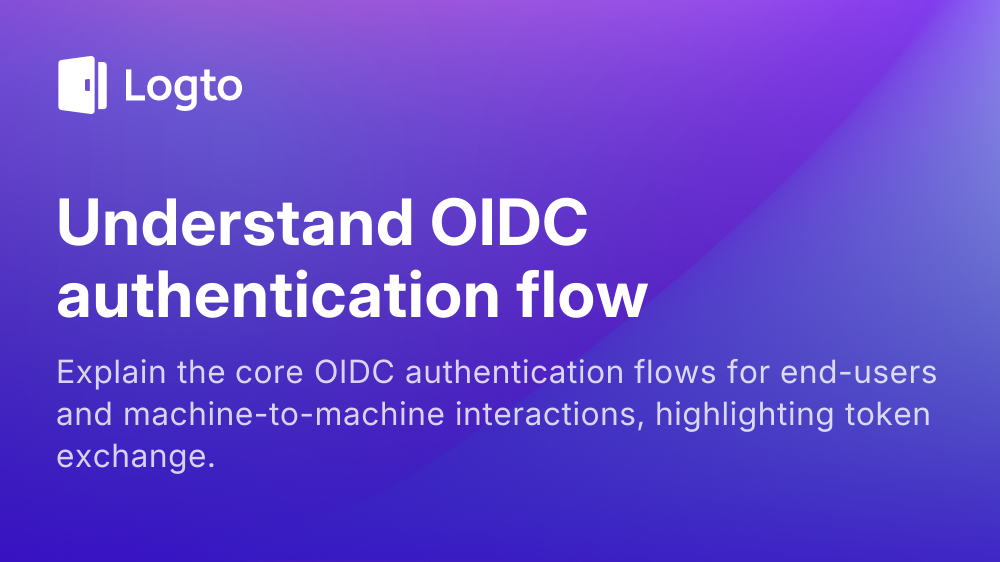 Logto
Understand OIDC
authentication flow
Explain the core OIDC authentication flows for end-users
and machine-to-machine interactions, highlighting token
exchange.